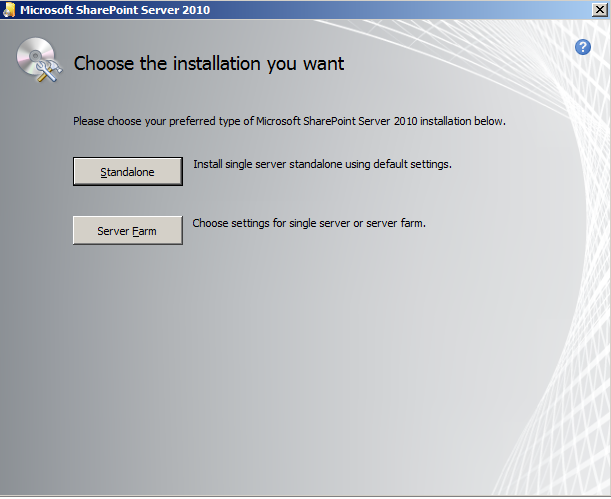 Microsoft SharePoint Server 2010
Choose the installation you want
?
Please choose your preferred type of Microsoft SharePoint Server 2010 installation below.
Standalone Install single server standalone using default settings.
Server Farm Choose settings for single server or server farm.